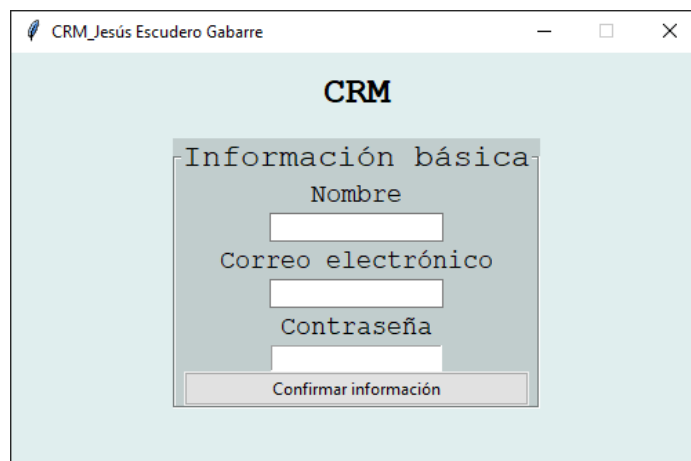 CRM_Jesús Escudero Gabarre
CRM
Información básica
Nombre
Correo electrónico
Contraseña
Confirmar información